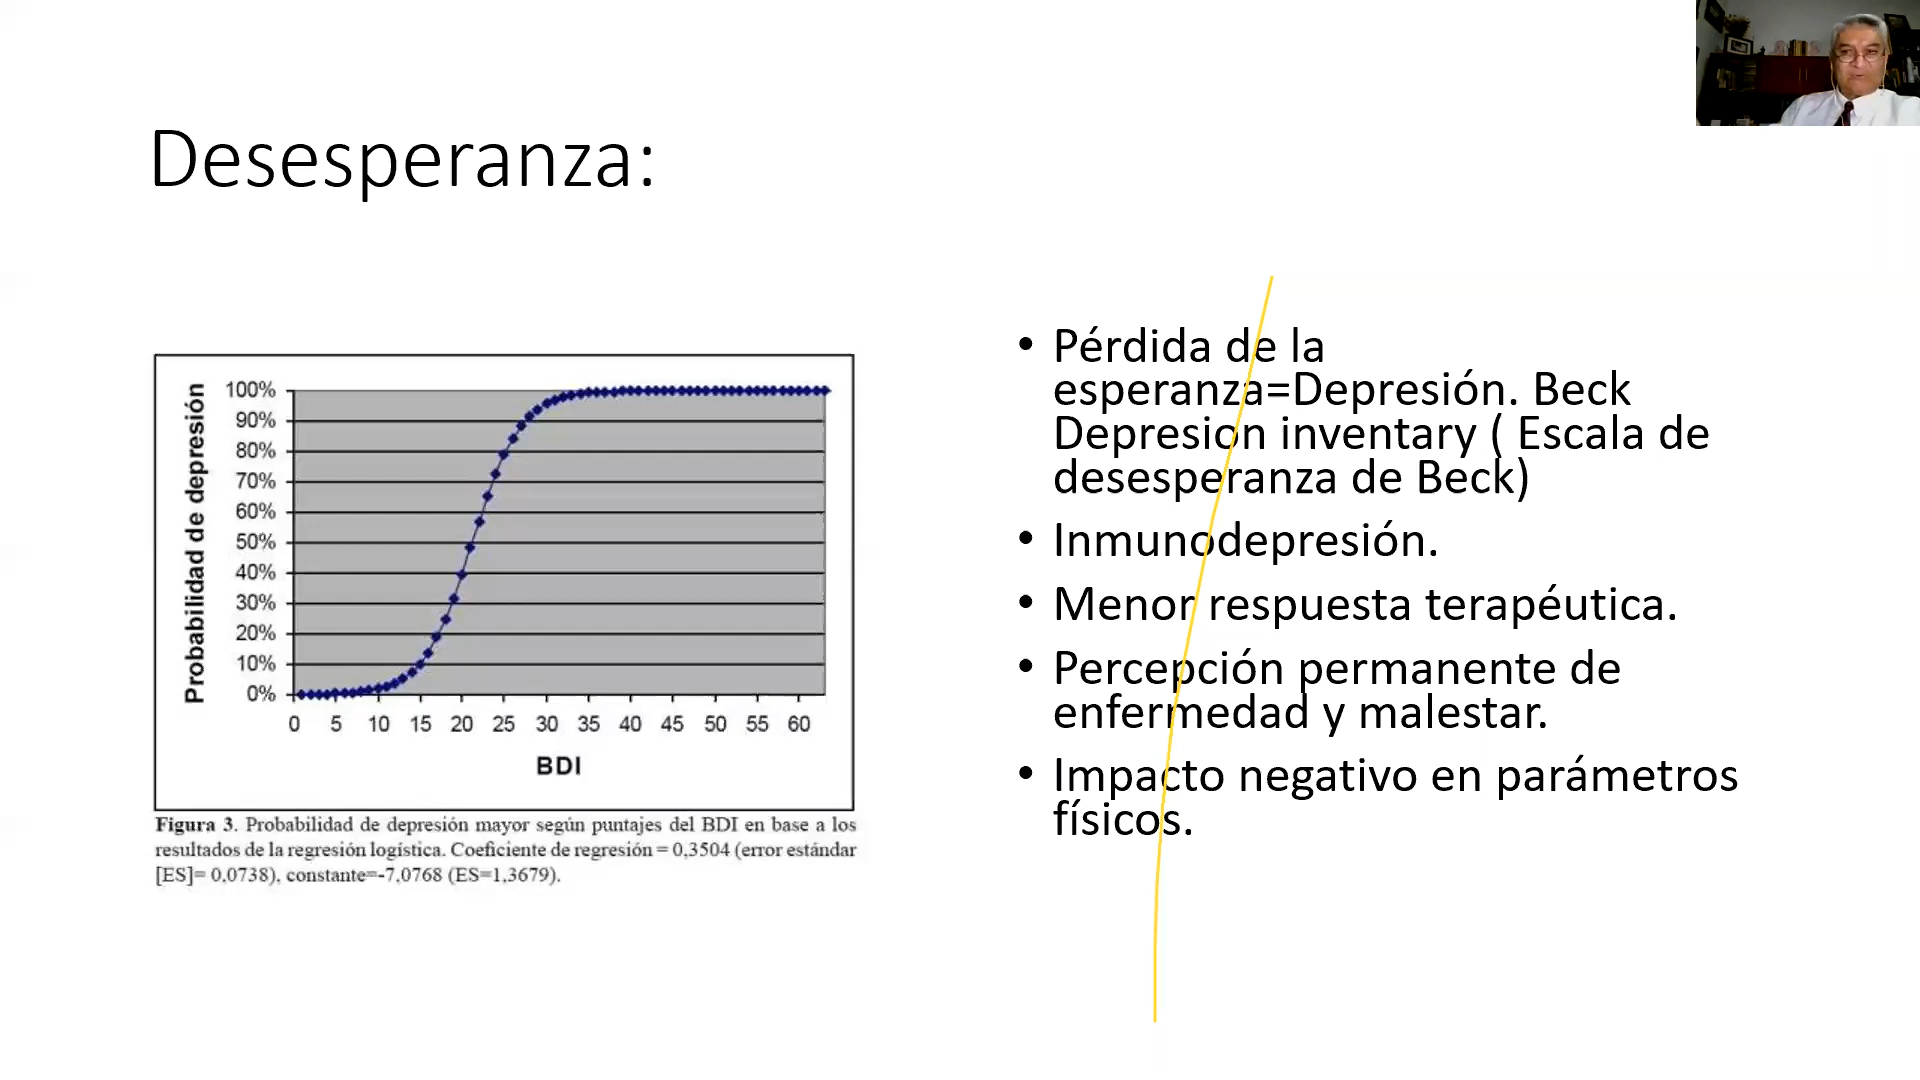 Desesperanza:
Probabilidad de depresión
100%
90%
80%
70%
60%
50%
40%
30%
20%
10%
0%
0 5 10 15 20 25 30 35 40 45 50 55 60
BDI
Figura 3. Probabilidad de depresión mayor según puntajes del BDI en base a los
resultados de la regresión logística. Coeficiente de regresión = 0,3504 (error estándar
[ES]= 0,0738), constante=-7,0768 (ES=1,3679).
• Pérdida de la
esperanza=Depresión. Beck
Depresion inventary ( Escala de
desesperanza de Beck)
• Inmunodepresión.
• Menor respuesta terapéutica.
• Percepción permanente de
enfermedad y malestar.
• Impacto negativo en parámetros
físicos.